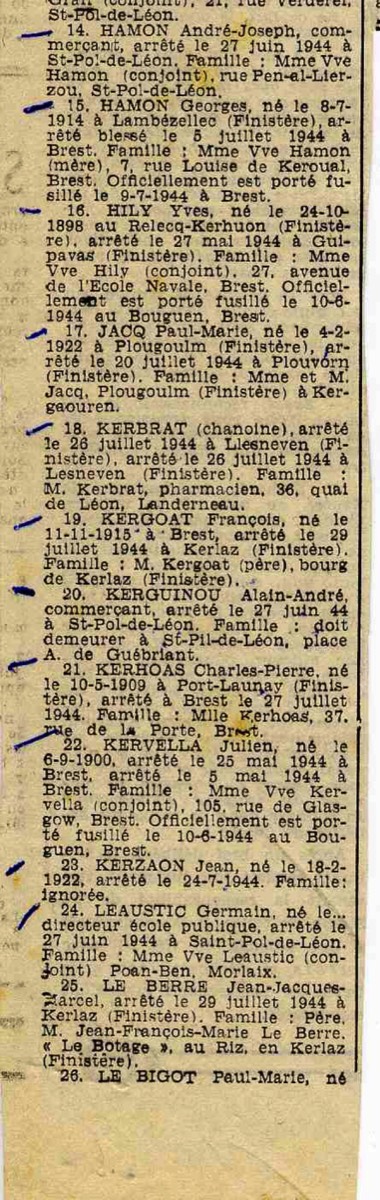 St-Pol-de-Léon.
14. HAMON André-Joseph, com-
merçant, arrêté le 27 juin 1944 à
St-Pol-de-Léon. Famille : Mme Vve
Hamon (conjoint), rue Pen-al-Lier-
zou, St-Pol-de-Léon.
15. HAMON Georges, né le 8-7-
1914 à Lambézellec (Finistère), ar-
rêté blessé le 5 juillet 1944 à
Brest. Famille : Mme Vve Hamon
(mère), 7, rue Louise de Keroual,
Brest. Officiellement est porté fu-
sillé le 9-7-1944 à Brest.
16. HILY Yves, né le 24-10-
1898 au Relecq-Kerhuon (Finistè-
re), arrêté le 27 mai 1944 à Gui-
pavas (Finistère). Famille : Mme
Vve Hily (conjoint), 27, avenue
de l'Ecole Navale, Brest. Officiel-
lement est porté fusillé le 10-6-
1944 au Bouguen, Brest.
17. JACQ Paul-Marie, né le 4-2-
1922 à Plougoulm (Finistère), ar-
rêté le 20 juillet 1944 à Plouvorn
(Finistère). Famille : Mme et M.
Jacq, Plougoulm (Finistère) à Ker-
gaouren.
18. KERBRAT (chanoine), arrêté
le 26 juillet 1944 à Llesneven (Fi-
nistère), arrêté le 26 juillet 1944 à
Lesneven (Finistère). Famille :
M. Kerbrat, pharmacien, 36, quai
de Léon, Landerneau.
19. KERGOAT François, né le
11-11-1915 à Brest, arrêté le 29
juillet 1944 à Kerlaz (Finistère).
Famille : M. Kergoat (père), bourg
de Kerlaz (Finistère).
20. KERGUINOU Alain-André,
commerçant, arrêté le 27 juin 44
à St-Pol-de-Léon. Famille : doit
demeurer à St-Pil-de-Léon, place
A. de Guébriant.
21. KERHOAS Charles-Pierre, né
le 10-5-1909 à Port-Launay (Finis-
tère), arrêté à Brest le 27 juillet
1944. Famille : Mlle Kerhoas, 37,
rue de la Porte, Brest.
22. KERVELLA Julien, né le
6-9-1900, arrêté le 25 mai 1944 à
Brest, arrêté le 5 mai 1944 à
Brest. Famille : Mme Vve Ker-
vella (conjoint), 105, rue de Glas-
gow, Brest. Officiellement est por-
té fusillé le 10-6-1944 au Bou-
guen, Brest.
23. KERZAON Jean, né le 18-2-
1922, arrêté le 24-7-1944. Famille:
ignorée.
24. LEAUSTIC Germain, né le...
directeur école publique, arrêté le
27 juin 1944 à Saint-Pol-de-Léon.
Famille : Mme Vve Leaustic (con-
joint) Poan-Ben, Morlaix.
25. LE BERRE Jean-Jacques-
Marcel, arrêté le 29 juillet 1944 à
Kerlaz (Finistère). Famille : Père,
M. Jean-François-Marie Le Berre,
« Le Botage », au Riz, en Kerlaz
(Finistère).
26. LE BIGOT Paul-Marie, né